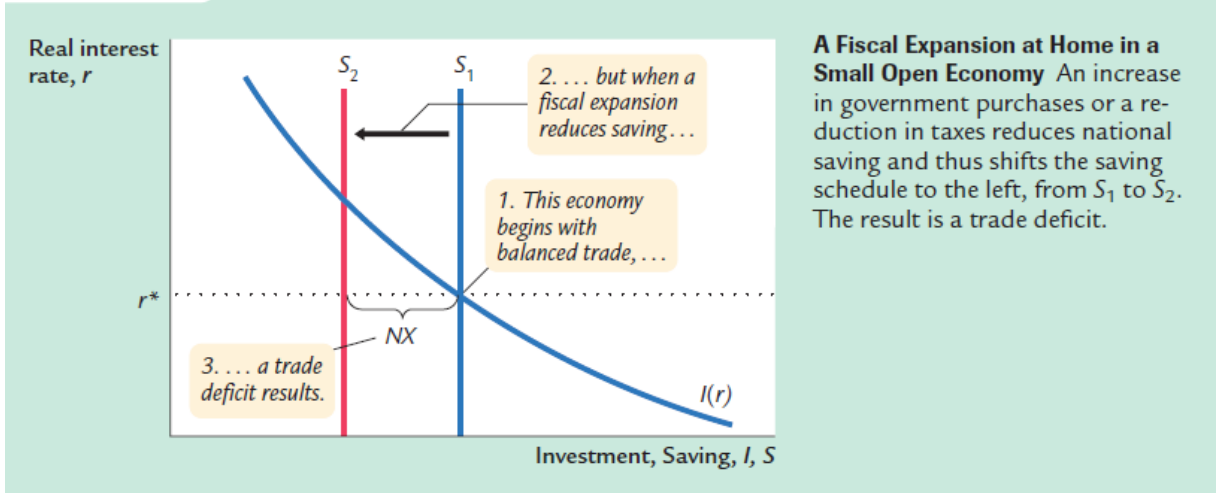 Real interest
rate, r
S₂
S₁
2. . . . but when a
fiscal expansion
reduces saving . . .
1. This economy
begins with
balanced trade, . . .
r*
NX
3. . . . a trade
deficit results.
I(r)
Investment, Saving, I, S
A Fiscal Expansion at Home in a
Small Open Economy An increase
in government purchases or a re-
duction in taxes reduces national
saving and thus shifts the saving
schedule to the left, from S₁ to S₂.
The result is a trade deficit.